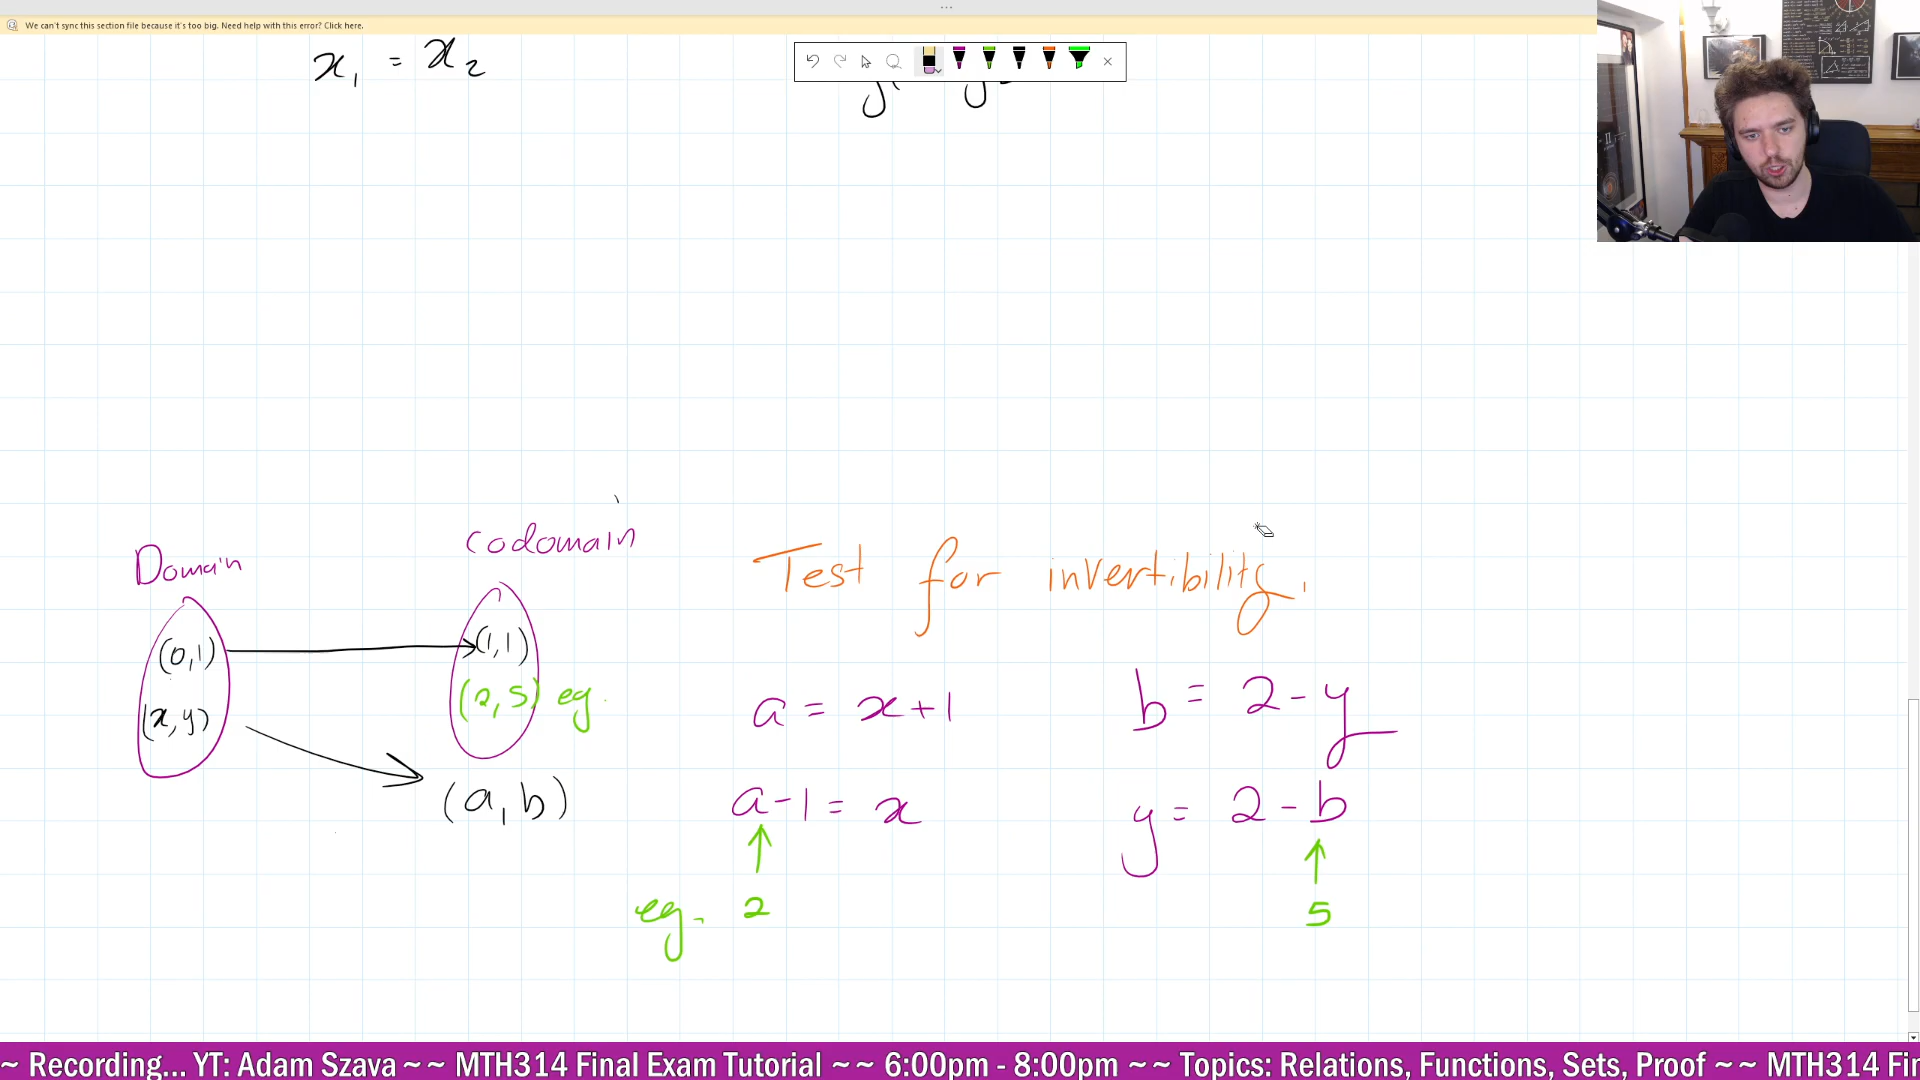 We can't sync this section file because it's too big. Need help with this error? Click here.
x₁ = x₂
Domain
codomain
(0,1)
(1,1)
(2,5) eg.
(x,y)
(a,b)
Test for invertibility.
a = x+1
b = 2-y
a-1 = x
y = 2-b
eg. 2
5
~ Recording... YT: Adam Szava ~~ MTH314 Final Exam Tutorial ~~ 6:00pm - 8:00pm ~~ Topics: Relations, Functions, Sets, Proof ~~ MTH314 Fin